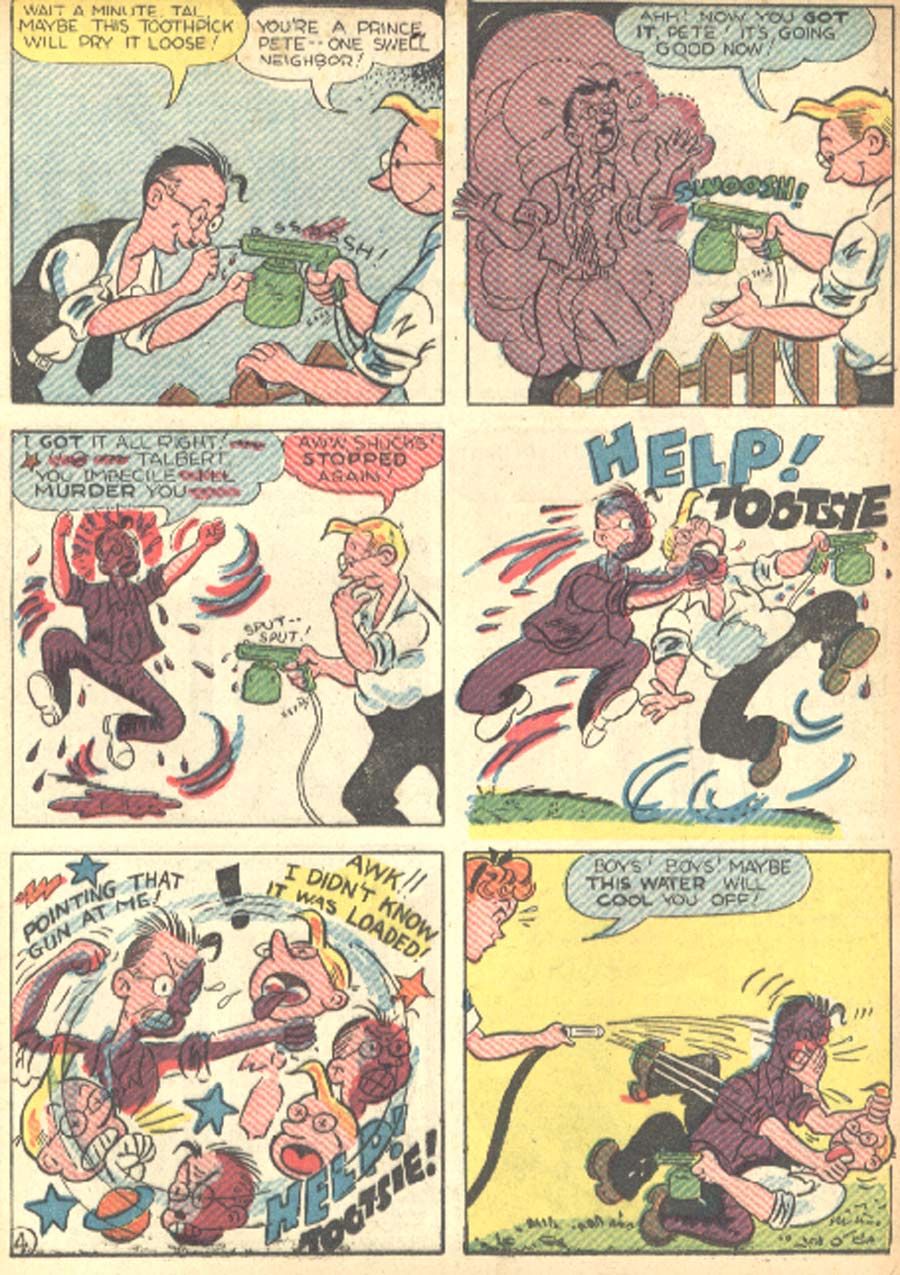 WAIT A MINUTE, TAL,
MAYBE THIS TOOTHPICK
WILL PRY IT LOOSE!
YOU'RE A PRINCE
PETE--ONE SWELL
NEIGHBOR!
SH!
AHH! NOW YOU GOT
IT, PETE! IT'S GOING
GOOD NOW!
SWOOSH!
I GOT IT ALL RIGHT!
TALBERT
YOU IMBECILE
MURDER YOU
AWW SHUCKS!
STOPPED
AGAIN!
SPUT--
SPUT!
HELP!
TOOTSIE
POINTING THAT
GUN AT ME!
!
AWK!!
I DIDN'T KNOW
IT WAS LOADED!
HELP!
TOOTSIE!
4
BOYS! BOYS! MAYBE
THIS WATER WILL
COOL YOU OFF!